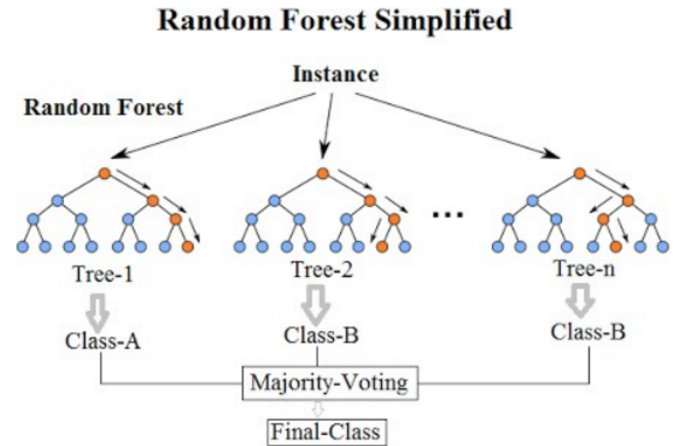 Random Forest Simplified
Instance
Random Forest
...
Tree-1
Tree-2
Tree-n
Class-A
Class-B
Class-B
Majority-Voting
Final-Class